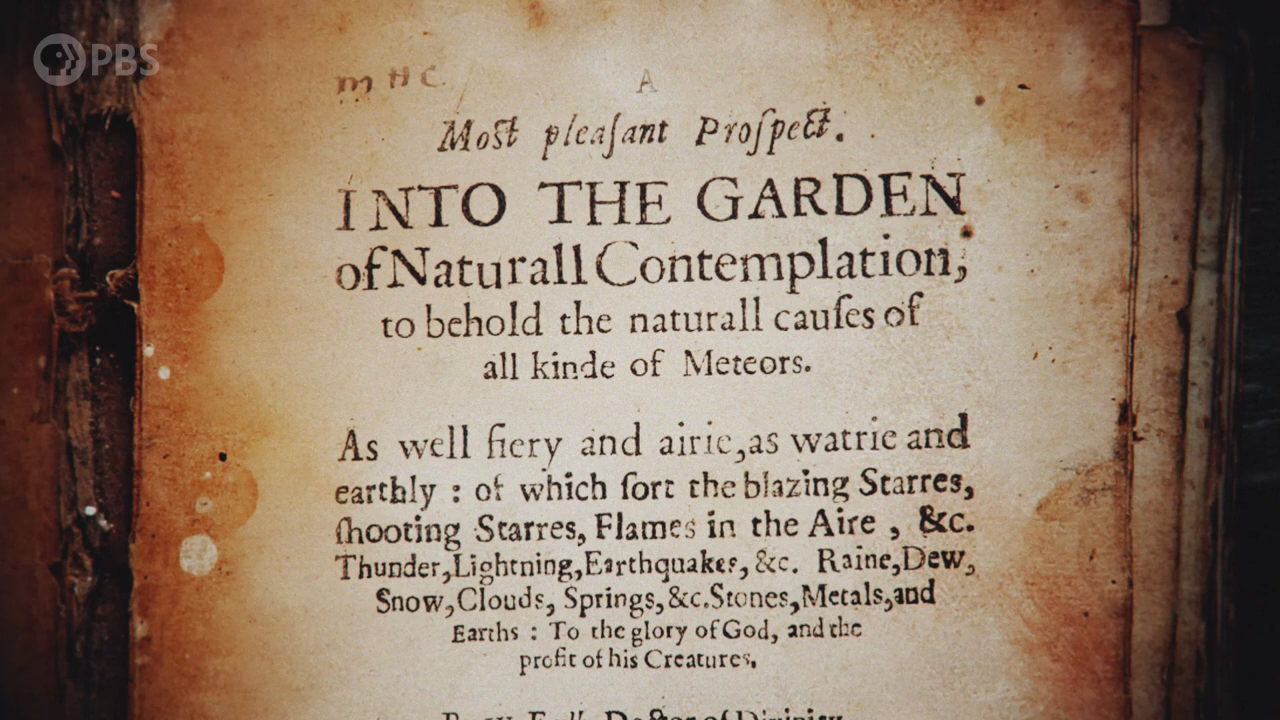 PBS
m H C.
A
Moſt pleaſant Proſpect.
INTO THE GARDEN
of Naturall Contemplation,
to behold the naturall cauſes of
all kinde of Meteors.
As well fiery and airie, as watrie and
earthly : of which ſort the blazing Starres,
ſhooting Starres, Flames in the Aire , &c.
Thunder, Lightning, Earthquakes, &c. Raine, Dew,
Snow, Clouds, Springs, &c. Stones, Metals, and
Earths : To the glory of God, and the
profit of his Creatures.
Doctor of Divinity